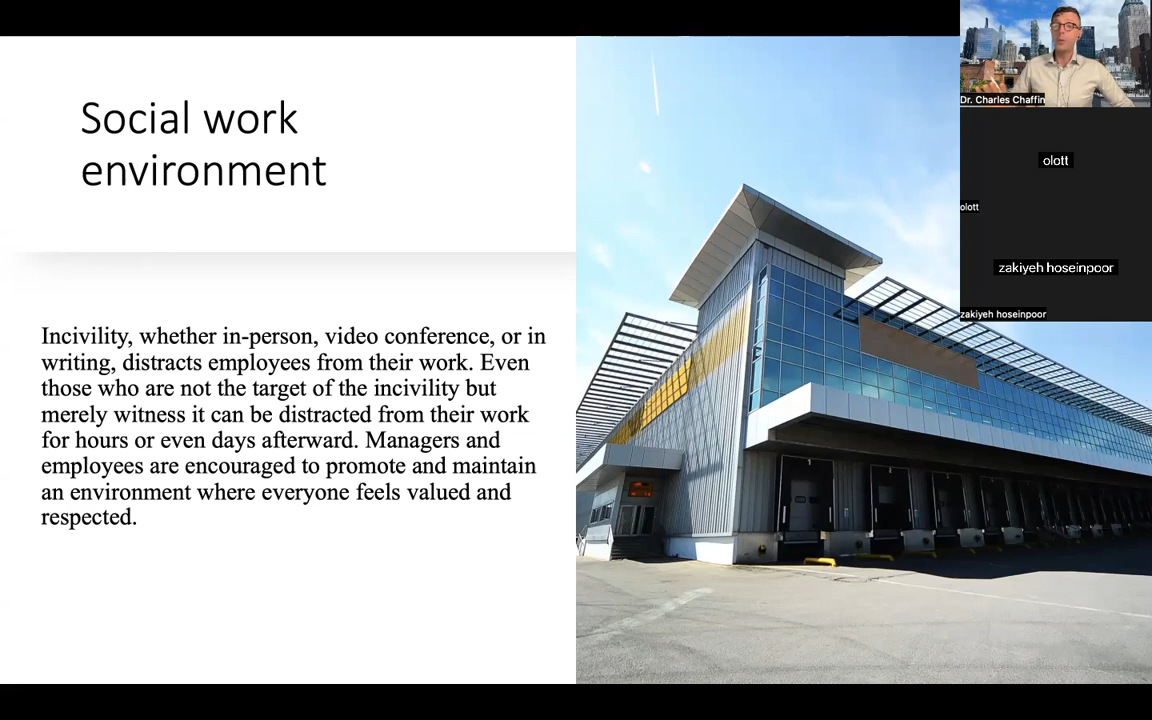 Social work
environment
Incivility, whether in-person, video conference, or in
writing, distracts employees from their work. Even
those who are not the target of the incivility but
merely witness it can be distracted from their work
for hours or even days afterward. Managers and
employees are encouraged to promote and maintain
an environment where everyone feels valued and
respected.
Dr. Charles Chaffin
olott
olott
zakiyeh hoseinpoor
zakiyeh hoseinpoor